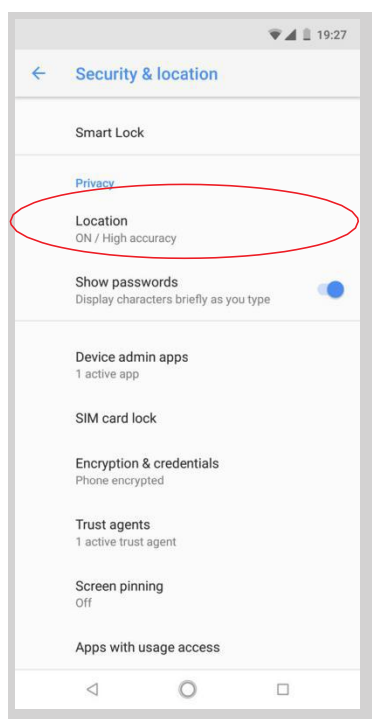 19:27
Security & location
Smart Lock
Privacy
Location
ON / High accuracy
Show passwords
Display characters briefly as you type
Device admin apps
1 active app
SIM card lock
Encryption & credentials
Phone encrypted
Trust agents
1 active trust agent
Screen pinning
Off
Apps with usage access